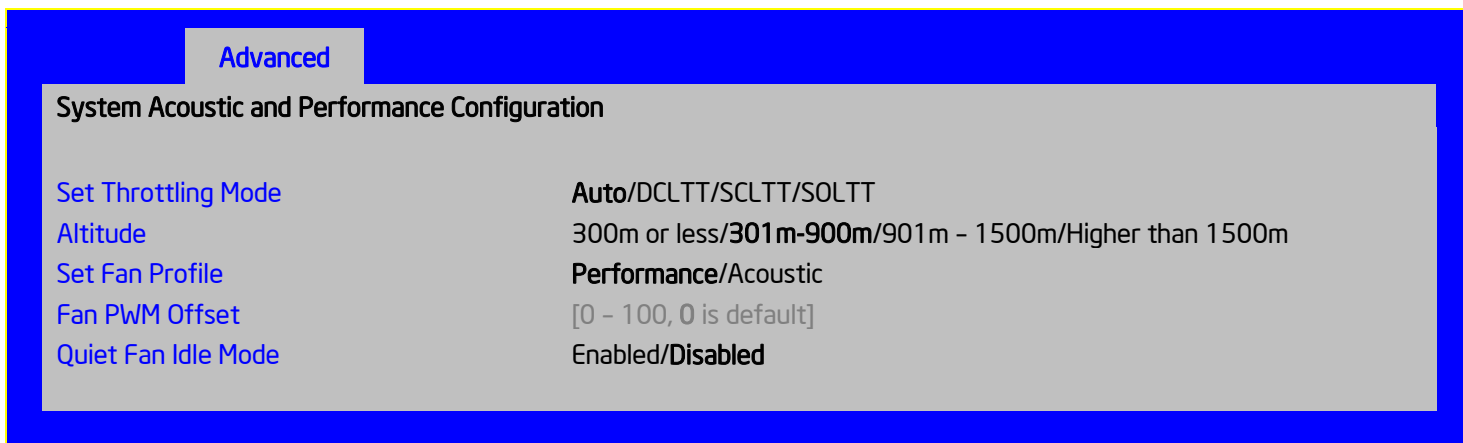 Advanced
System Acoustic and Performance Configuration
Set Throttling Mode Auto/DCLTT/SCLTT/SOLTT
Altitude 300m or less/301m-900m/901m – 1500m/Higher than 1500m
Set Fan Profile Performance/Acoustic
Fan PWM Offset [0 – 100, 0 is default]
Quiet Fan Idle Mode Enabled/Disabled